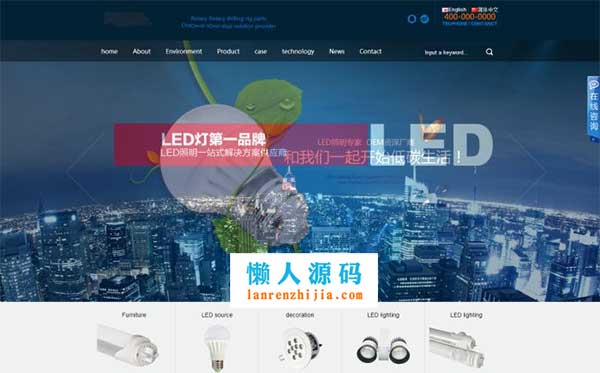 English 简体中文
Rotary Rotary drilling rig parts
400-000-0000
TELEPHONE / CONTACT
home About Environment Product case technology News Contact Input a keyword...
在线咨询
LED
LED灯第一品牌
LED照明专家 OEM资深厂商
LED照明一站式解决方案供应商
和我们一起开始低碳生活！
懒人源码
lanrenzhijia.com
Furniture LED source decoration LED lighting LED lighting